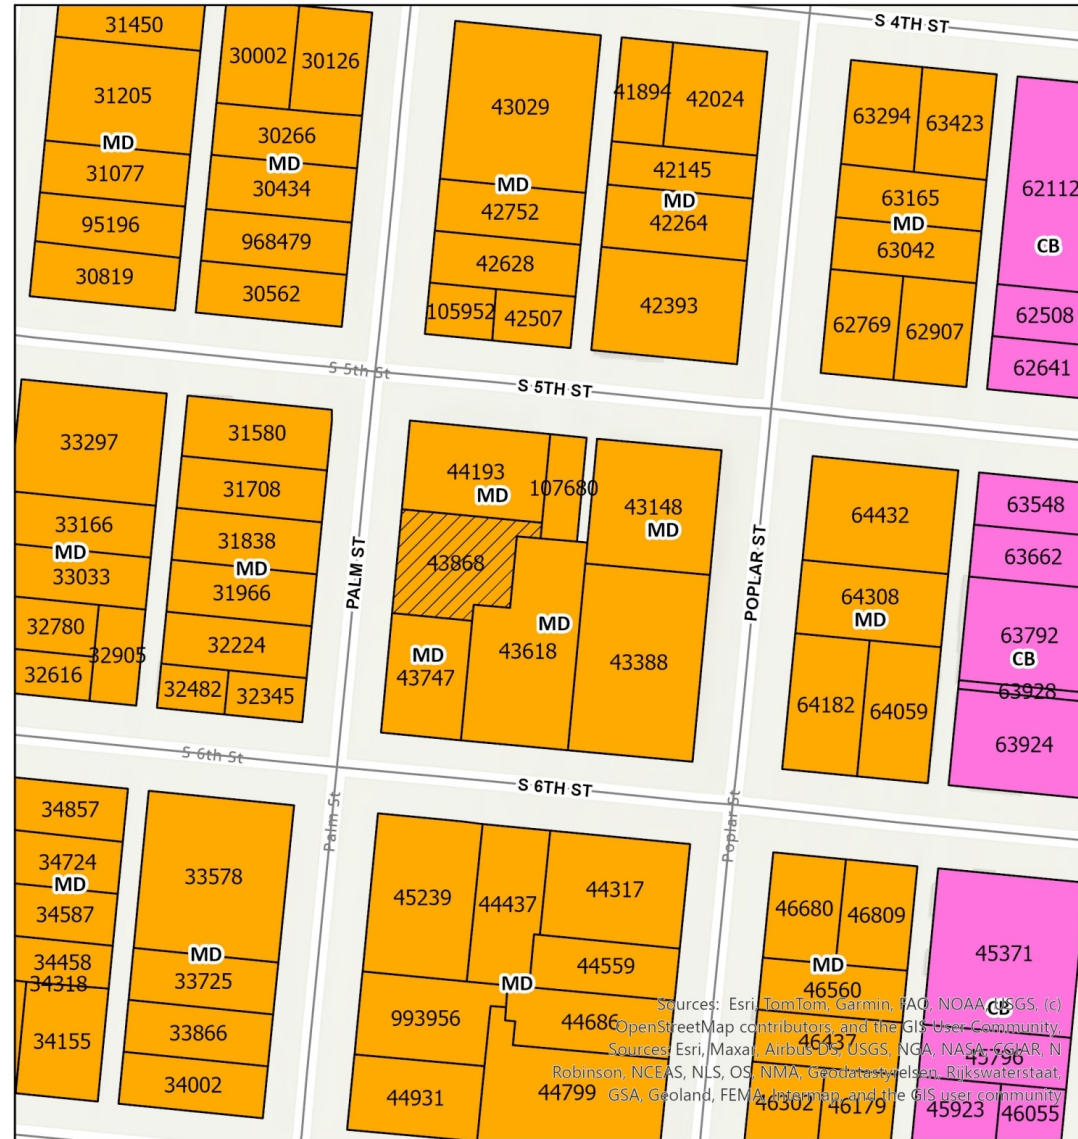 S 4TH ST
31450
30002
30126
31205
MD
30266
MD
31077
30434
95196
968479
30819
30562
43029
41894
42024
42145
MD
42752
MD
42264
42628
42393
105952
42507
63294
63423
62112
63165
MD
63042
CB
62769
62907
62508
62641
S 5th St
S 5TH ST
33297
31580
31708
33166
31838
MD
33033
MD
31966
32780
32905
32224
32616
32482
32345
PALM ST
44193
MD
107680
43148
MD
43868
43618
MD
MD
43747
43388
POPLAR ST
64432
64308
MD
64182
64059
63548
63662
63792
CB
63928
63924
S 6th St
S 6TH ST
Palm St
Poplar St
34857
34724
MD
34587
34458
34318
34155
33578
MD
33725
33866
34002
45239
44437
44317
44559
MD
993956
44686
44931
44799
46680
46809
MD
46560
46437
46302
46179
45371
CB
45796
45923
46055
Sources: Esri, TomTom, Garmin, FAO, NOAA, USGS, (c)
OpenStreetMap contributors, and the GIS User Community,
Sources: Esri, Maxar, Airbus DS, USGS, NGA, NASA, CGIAR, N
Robinson, NCEAS, NLS, OS, NMA, Geodatastyrelsen, Rijkswaterstaat,
GSA, Geoland, FEMA, Intermap, and the GIS user community